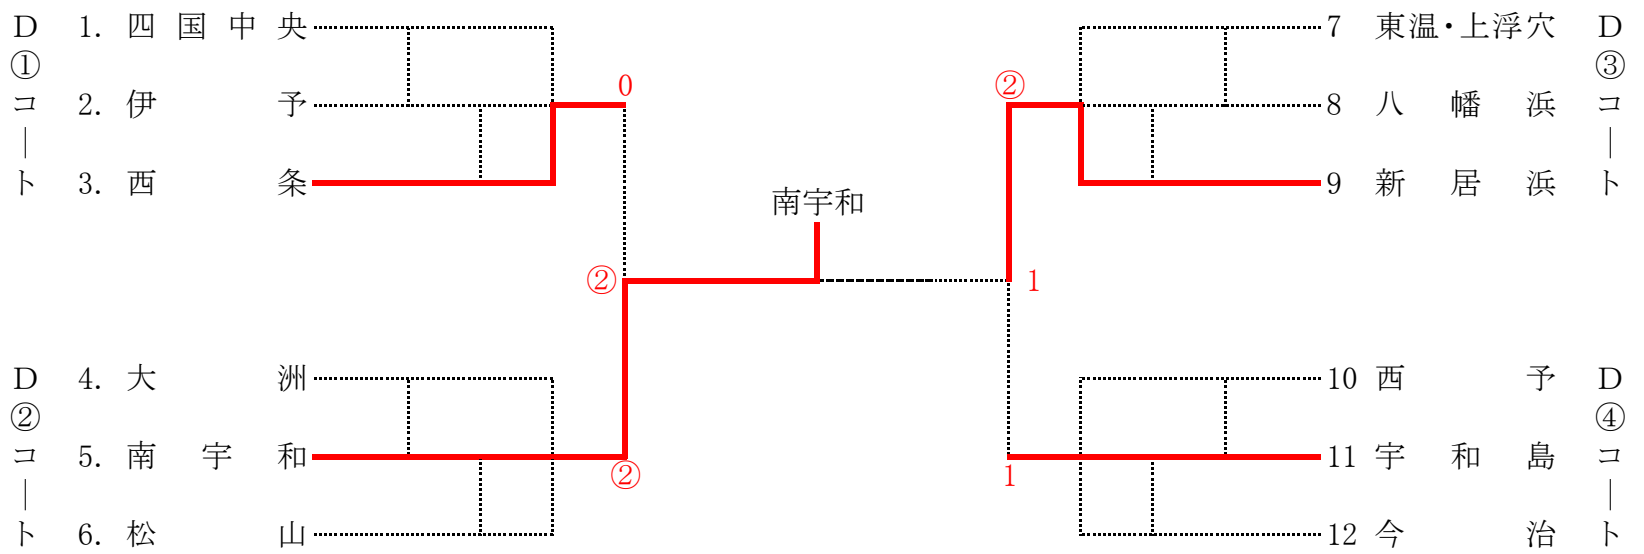 D①コート
1. 四国中央
2. 伊予
3. 西条
0
D②コート
4. 大洲
5. 南宇和
6. 松山
②
②
南宇和
②
1
1
7 東温・上浮穴
8 八幡浜
9 新居浜
D③コート
10 西予
11 宇和島
12 今治
D④コート